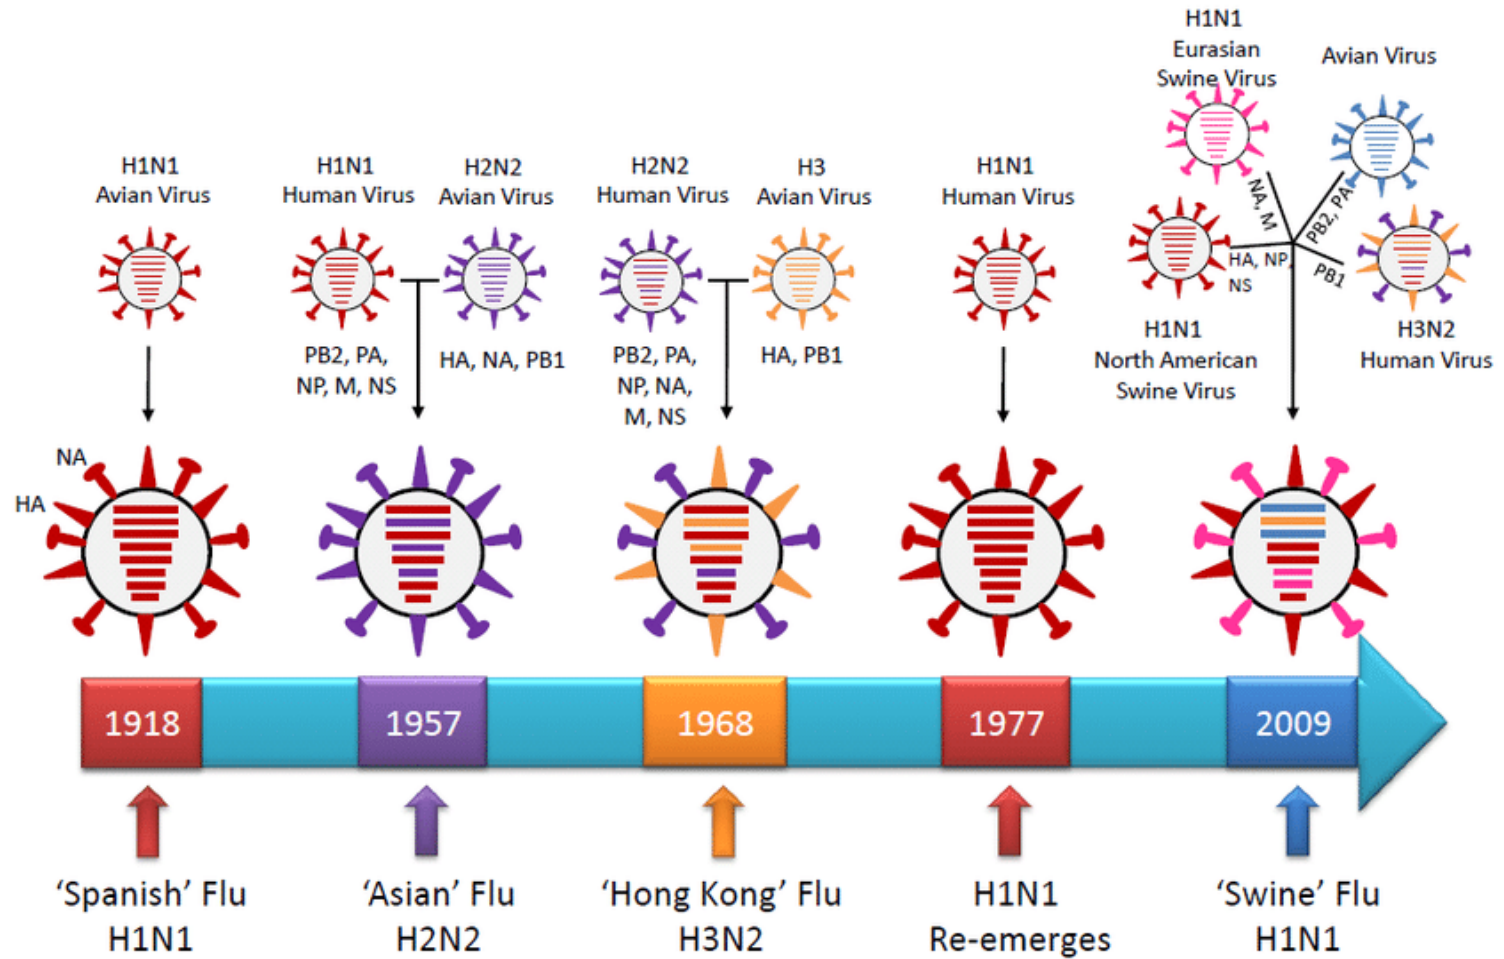 H1N1
Avian Virus
H1N1
Human Virus
H2N2
Avian Virus
H2N2
Human Virus
H3
Avian Virus
H1N1
Human Virus
H1N1
Eurasian
Swine Virus
Avian Virus
NA, M
PB2, PA
HA, NP,
NS
PB1
H1N1
North American
Swine Virus
H3N2
Human Virus
PB2, PA,
NP, M, NS
HA, NA, PB1
PB2, PA,
NP, NA,
M, NS
HA, PB1
NA
HA
1918
1957
1968
1977
2009
‘Spanish’ Flu
H1N1
‘Asian’ Flu
H2N2
‘Hong Kong’ Flu
H3N2
H1N1
Re-emerges
‘Swine’ Flu
H1N1